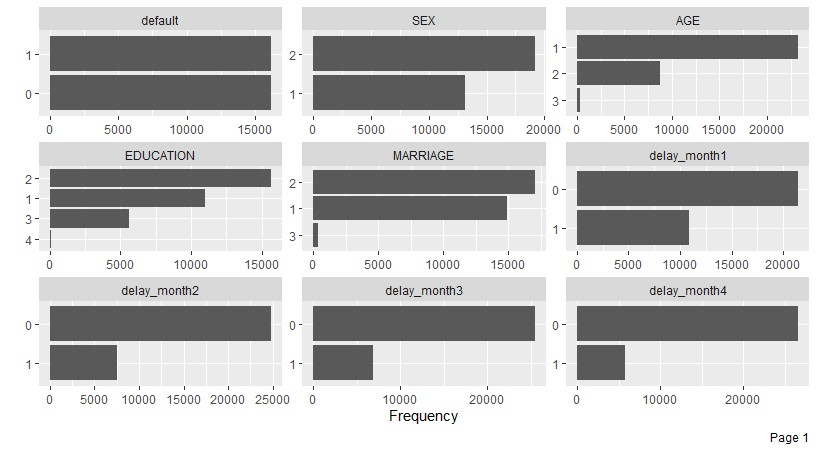 default SEX AGE
1 2 1
0 1 2
3
0 5000 10000 15000 0 5000 10000 15000 20000 0 5000 10000 15000 20000
EDUCATION MARRIAGE delay_month1
2 2 0
1 1 1
3 3
4
0 5000 10000 15000 0 5000 10000 15000 0 5000 10000 15000 20000
delay_month2 delay_month3 delay_month4
0 0 0
1 1 1
0 5000 10000 15000 20000 25000 0 10000 20000 0 10000 20000
Frequency
Page 1